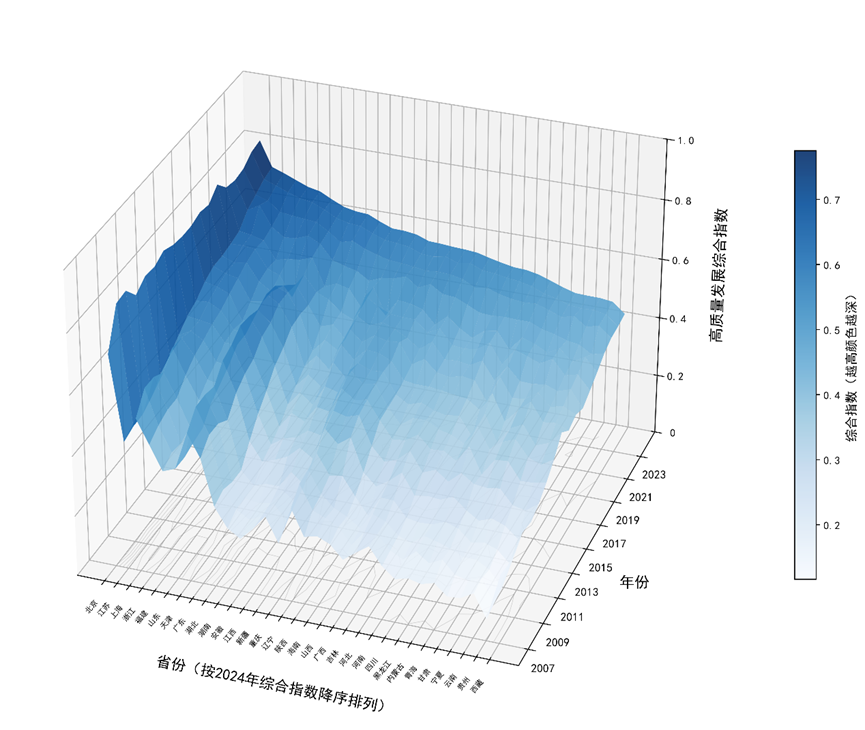 1.0
0.8
0.6
0.4
0.2
0
高质量发展综合指数
0.7
0.6
0.5
0.4
0.3
0.2
综合指数（越高颜色越深）
2023
2021
2019
2017
2015
2013
2011
2009
2007
年份
北京
江苏
上海
浙江
福建
山东
天津
广东
湖北
湖南
安徽
江西
新疆
重庆
辽宁
陕西
海南
山西
广西
吉林
河北
河南
四川
黑龙江
内蒙古
青海
甘肃
宁夏
云南
贵州
西藏
省份（按2024年综合指数降序排列）